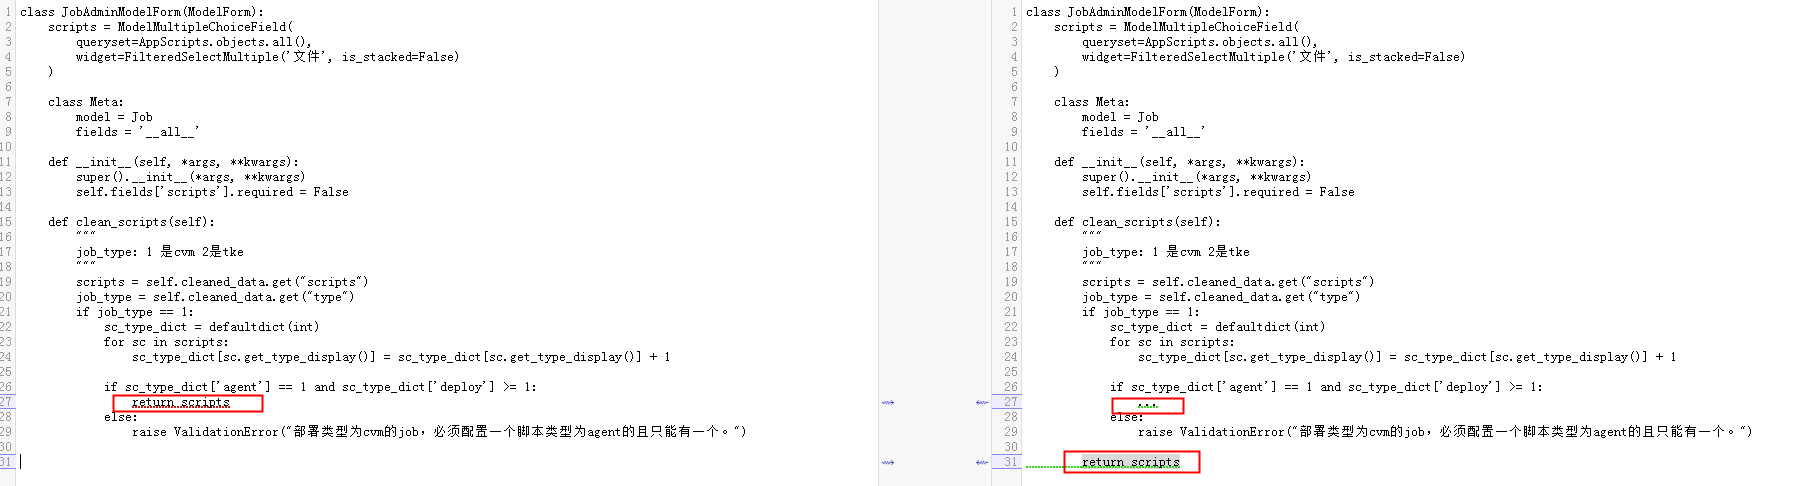 1 class JobAdminModelForm(ModelForm):
2     scripts = ModelMultipleChoiceField(
3         queryset=AppScripts.objects.all(),
4         widget=FilteredSelectMultiple('文件', is_stacked=False)
5     )
6
7     class Meta:
8         model = Job
9         fields = '__all__'
10
11     def __init__(self, *args, **kwargs):
12         super().__init__(*args, **kwargs)
13         self.fields['scripts'].required = False
14
15     def clean_scripts(self):
16         """
17         job_type: 1 是cvm 2是tke
18         """
19         scripts = self.cleaned_data.get("scripts")
20         job_type = self.cleaned_data.get("type")
21         if job_type == 1:
22             sc_type_dict = defaultdict(int)
23             for sc in scripts:
24                 sc_type_dict[sc.get_type_display()] = sc_type_dict[sc.get_type_display()] + 1
25
26             if sc_type_dict['agent'] == 1 and sc_type_dict['deploy'] >= 1:
27                 return scripts
28             else:
29                 raise ValidationError("部署类型为cvm的job，必须配置一个脚本类型为agent的且只能有一个。")
30
31
1 class JobAdminModelForm(ModelForm):
2     scripts = ModelMultipleChoiceField(
3         queryset=AppScripts.objects.all(),
4         widget=FilteredSelectMultiple('文件', is_stacked=False)
5     )
6
7     class Meta:
8         model = Job
9         fields = '__all__'
10
11     def __init__(self, *args, **kwargs):
12         super().__init__(*args, **kwargs)
13         self.fields['scripts'].required = False
14
15     def clean_scripts(self):
16         """
17         job_type: 1 是cvm 2是tke
18         """
19         scripts = self.cleaned_data.get("scripts")
20         job_type = self.cleaned_data.get("type")
21         if job_type == 1:
22             sc_type_dict = defaultdict(int)
23             for sc in scripts:
24                 sc_type_dict[sc.get_type_display()] = sc_type_dict[sc.get_type_display()] + 1
25
26             if sc_type_dict['agent'] == 1 and sc_type_dict['deploy'] >= 1:
27                 ...
28             else:
29                 raise ValidationError("部署类型为cvm的job，必须配置一个脚本类型为agent的且只能有一个。")
30
31         return scripts